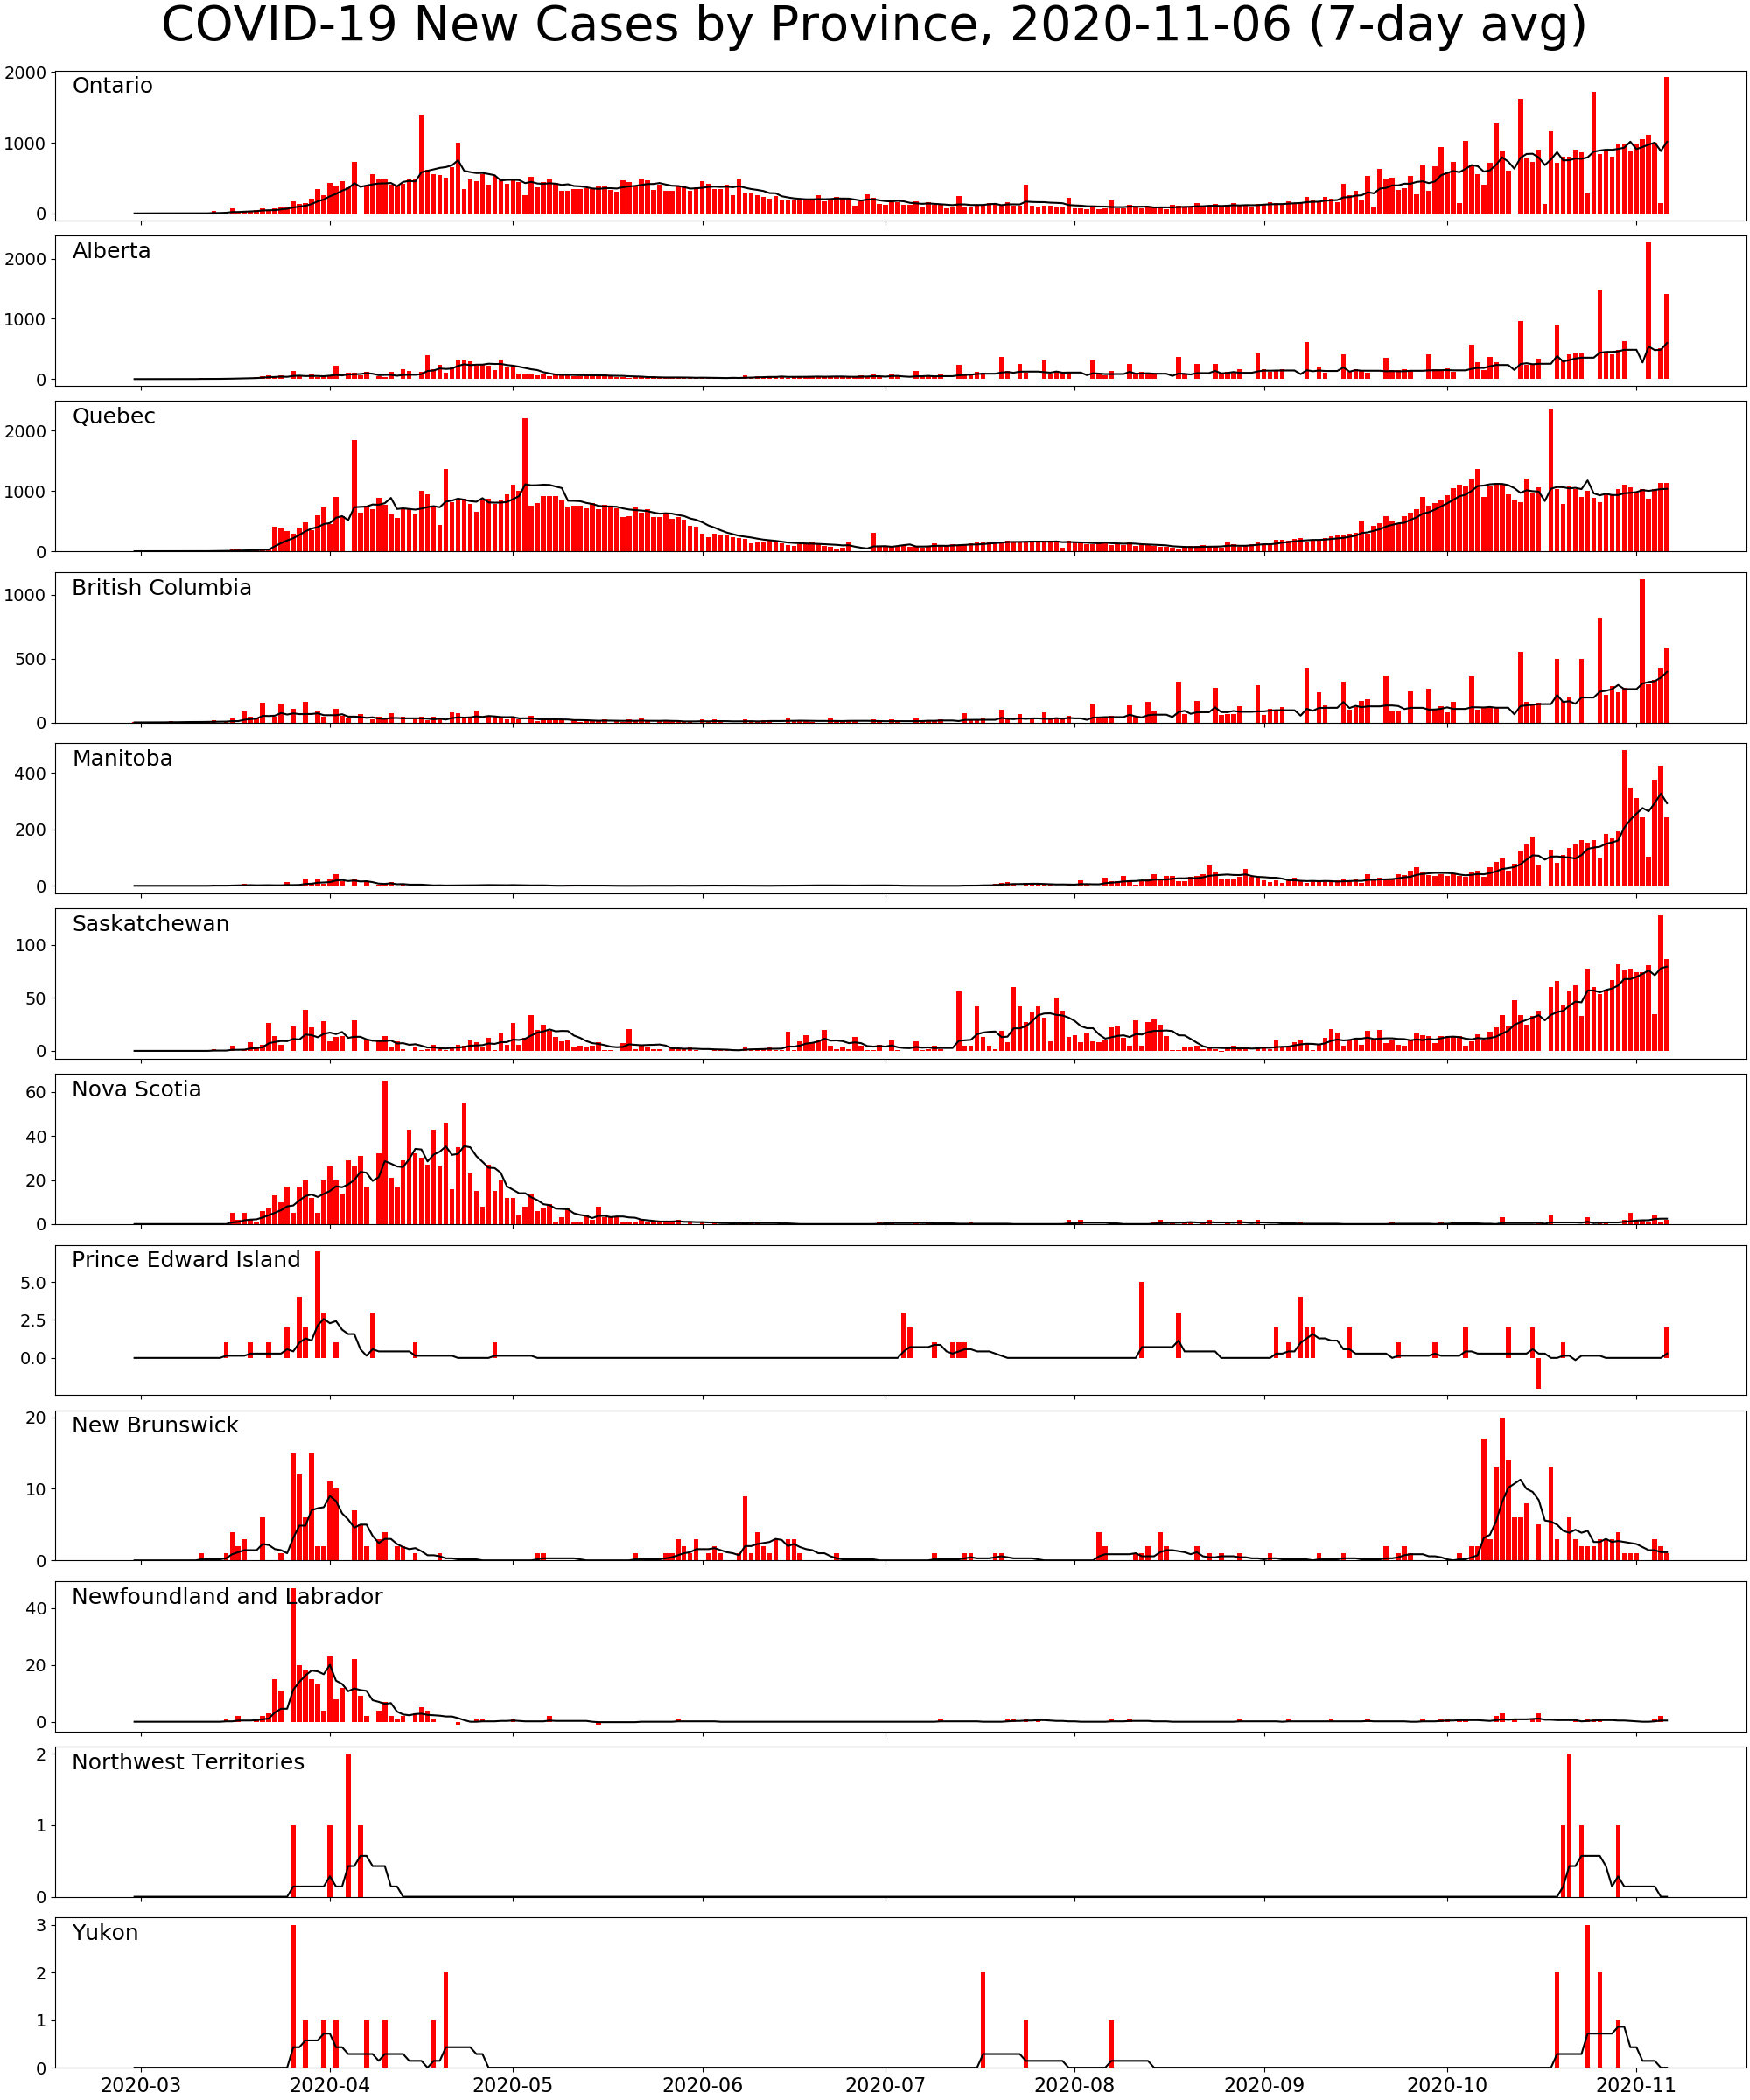 COVID-19 New Cases by Province, 2020-11-06 (7-day avg)
Ontario
2000
1000
0
Alberta
2000
1000
0
Quebec
2000
1000
0
British Columbia
1000
500
0
Manitoba
400
200
0
Saskatchewan
100
50
0
Nova Scotia
60
40
20
0
Prince Edward Island
5.0
2.5
0.0
New Brunswick
20
10
0
Newfoundland and Labrador
40
20
0
Northwest Territories
2
1
0
Yukon
3
2
1
0
2020-03 2020-04 2020-05 2020-06 2020-07 2020-08 2020-09 2020-10 2020-11